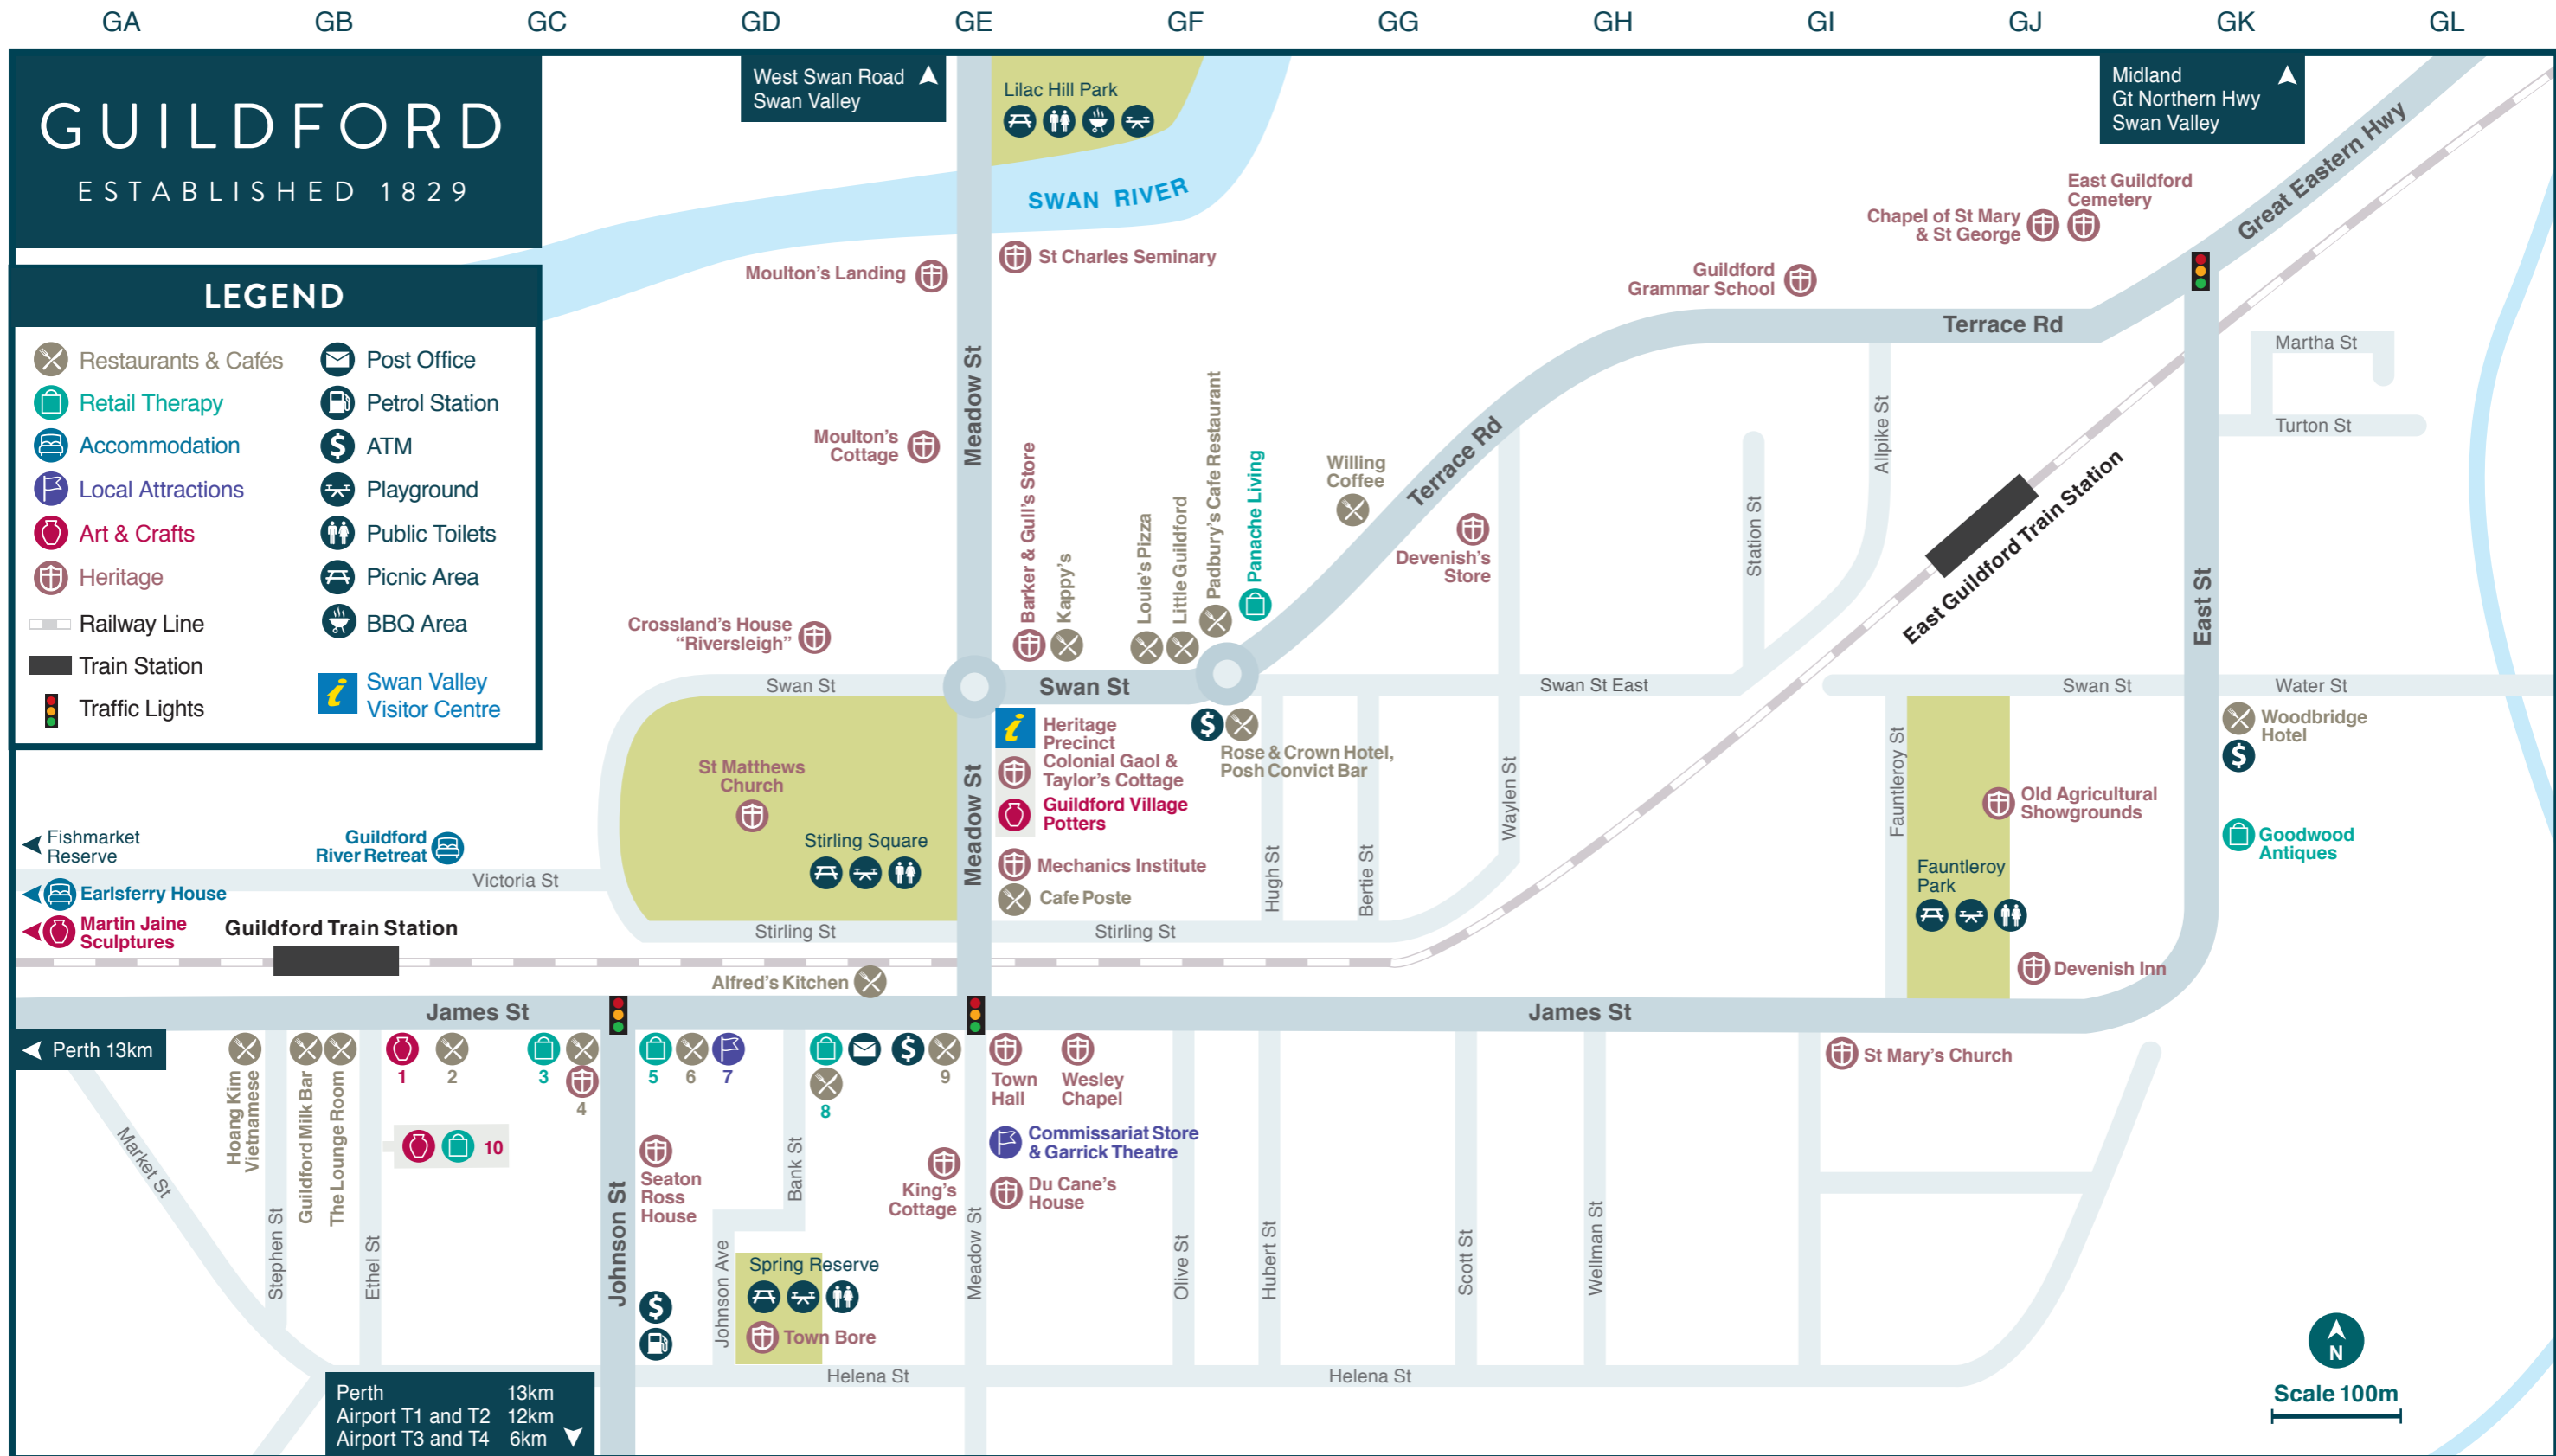 GA GB GC GD GE GF GG GH GI GJ GK GL
GUILDFORD
ESTABLISHED 1829
West Swan Road
Swan Valley
Lilac Hill Park
Midland
Gt Northern Hwy
Swan Valley
SWAN RIVER
Great Eastern Hwy
East Guildford
Cemetery
Chapel of St Mary
& St George
St Charles Seminary
Moulton's Landing
Guildford
Grammar School
Terrace Rd
LEGEND
Restaurants & Cafés
Retail Therapy
Accommodation
Local Attractions
Art & Crafts
Heritage
Railway Line
Train Station
Traffic Lights
Post Office
Petrol Station
ATM
Playground
Public Toilets
Picnic Area
BBQ Area
Swan Valley
Visitor Centre
Martha St
Turton St
Meadow St
Moulton's
Cottage
Barker & Gull's Store
Kappy's
Louie's Pizza
Little Guildford
Padbury's Cafe Restaurant
Panache Living
Willing
Coffee
Terrace Rd
Devenish's
Store
Station St
Allpike St
East Guildford Train Station
East St
Crossland's House
“Riversleigh”
Swan St
Swan St
Swan St East
Swan St
Water St
Heritage
Precinct
Colonial Gaol &
Taylor's Cottage
Guildford Village
Potters
Rose & Crown Hotel,
Posh Convict Bar
Woodbridge
Hotel
St Matthews
Church
Stirling Square
Meadow St
Mechanics Institute
Cafe Poste
Hugh St
Bertie St
Waylen St
Fauntleroy St
Old Agricultural
Showgrounds
Goodwood
Antiques
Fauntleroy
Park
Fishmarket
Reserve
Guildford
River Retreat
Victoria St
Earlsferry House
Martin Jaine
Sculptures
Guildford Train Station
Stirling St
Stirling St
Alfred's Kitchen
Devenish Inn
James St
James St
Perth 13km
Hoang Kim
Vietnamese
Guildford Milk Bar
The Lounge Room
1
2
3
4
5
6
7
8
9
10
Town
Hall
Wesley
Chapel
St Mary's Church
Commissariat Store
& Garrick Theatre
Du Cane's
House
King's
Cottage
Seaton
Ross
House
Market St
Stephen St
Ethel St
Johnson St
Bank St
Johnson Ave
Meadow St
Olive St
Hubert St
Scott St
Wellman St
Spring Reserve
Town Bore
Helena St
Helena St
Perth 13km
Airport T1 and T2 12km
Airport T3 and T4 6km
N
Scale 100m